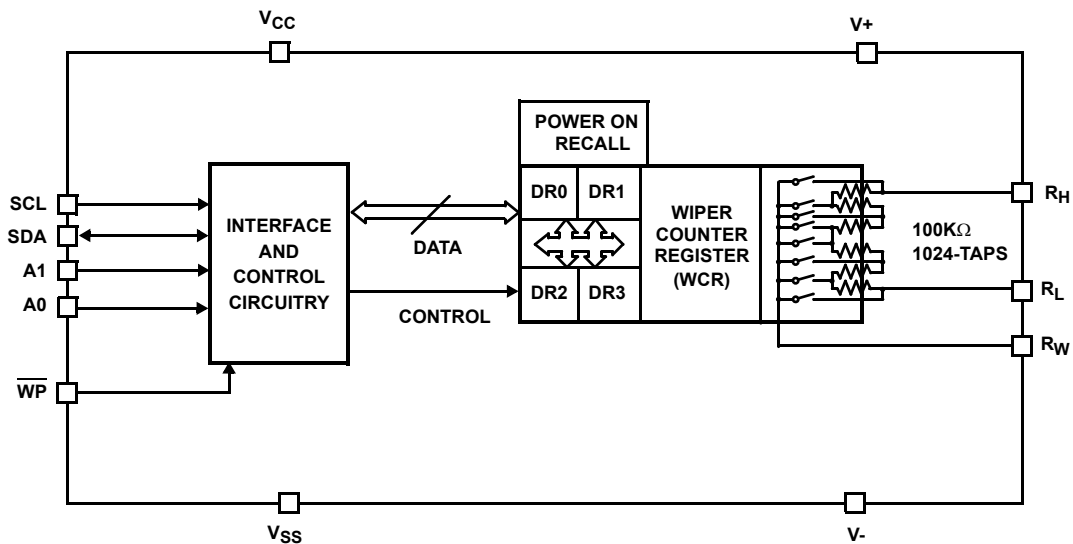 VCC
V+
POWER ON
RECALL
SCL
SDA
A1
A0
WP
INTERFACE
AND
CONTROL
CIRCUITRY
DATA
CONTROL
DR0
DR1
DR2
DR3
WIPER
COUNTER
REGISTER
(WCR)
100KΩ
1024-TAPS
RH
RL
RW
VSS
V-